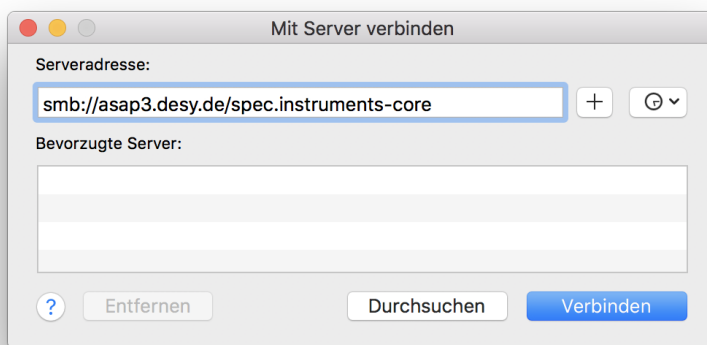 Mit Server verbinden
Serveradresse:
smb://asap3.desy.de/spec.instruments-core
Bevorzugte Server:
? Entfernen Durchsuchen Verbinden